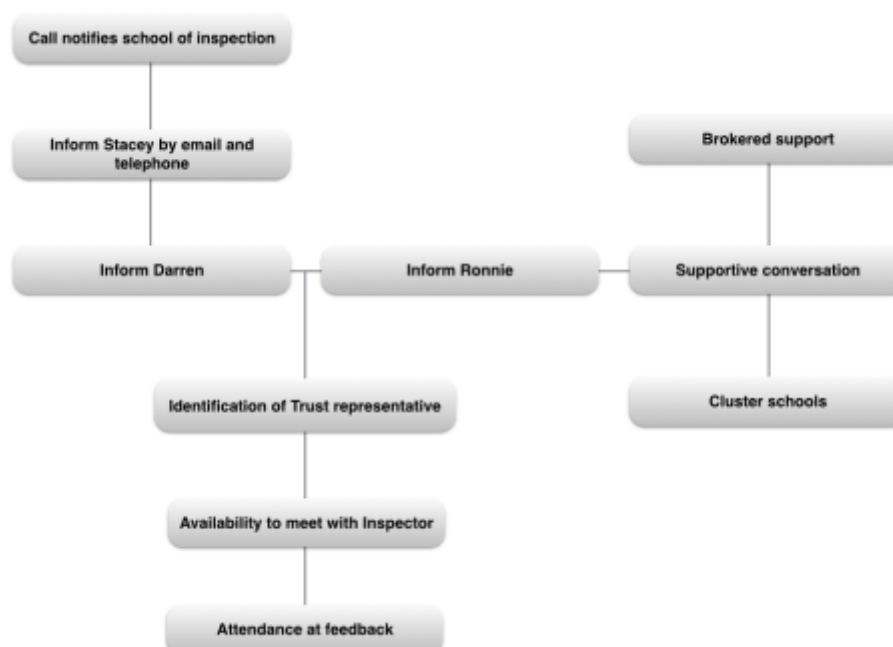 Call notifies school of inspection
Inform Stacey by email and
telephone
Brokered support
Inform Darren
Inform Ronnie
Supportive conversation
Identification of Trust representative
Cluster schools
Availability to meet with Inspector
Attendance at feedback